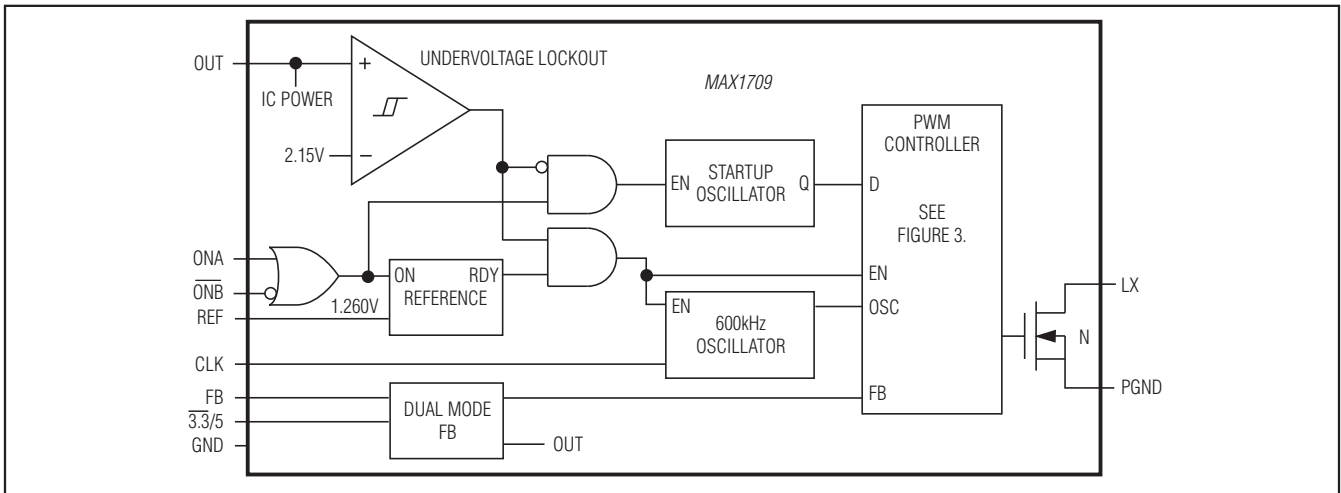 OUT
IC POWER
+
UNDERVOLTAGE LOCKOUT
MAX1709
2.15V
−
PWM
CONTROLLER
SEE
FIGURE 3.
EN
STARTUP
OSCILLATOR
Q
D
ONA
O̅N̅B̅
REF
1.260V
ON
RDY
REFERENCE
EN
EN
600kHz
OSCILLATOR
OSC
LX
N
PGND
CLK
FB
3̅.3̅/5
GND
DUAL MODE
FB
OUT
FB